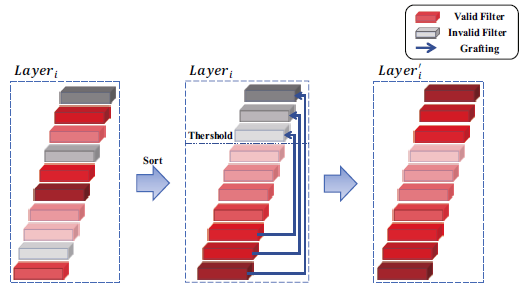 Valid Filter
Invalid Filter
Grafting
Layer_i
Layer_i
Layer'_i
Thershold
Sort